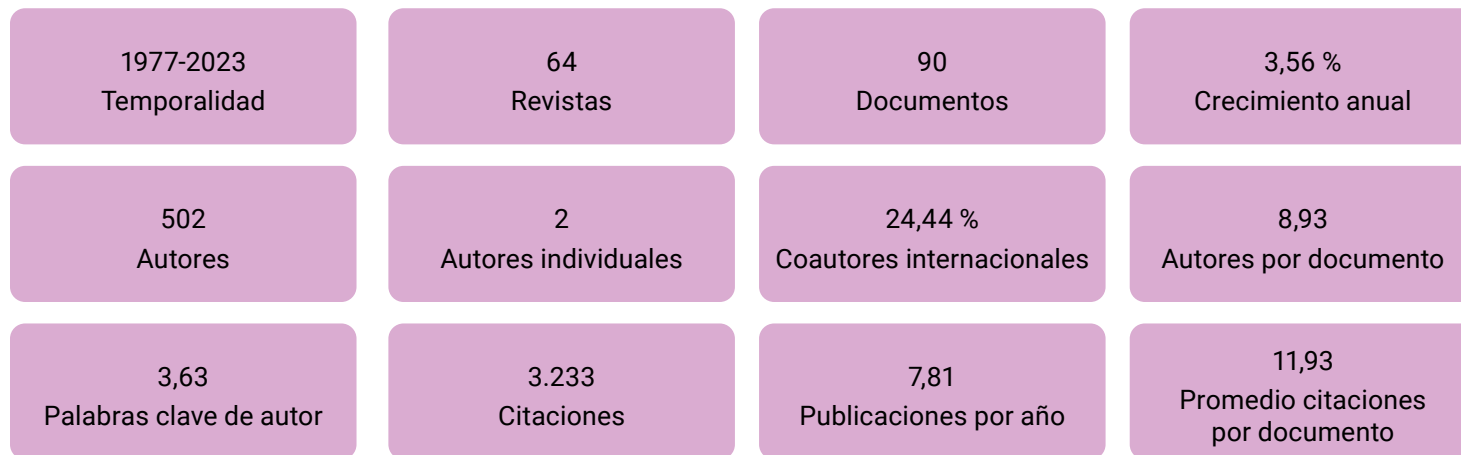 1977-2023
Temporalidad
64
Revistas
90
Documentos
3,56 %
Crecimiento anual
502
Autores
2
Autores individuales
24,44 %
Coautores internacionales
8,93
Autores por documento
3,63
Palabras clave de autor
3.233
Citaciones
7,81
Publicaciones por año
11,93
Promedio citaciones
por documento